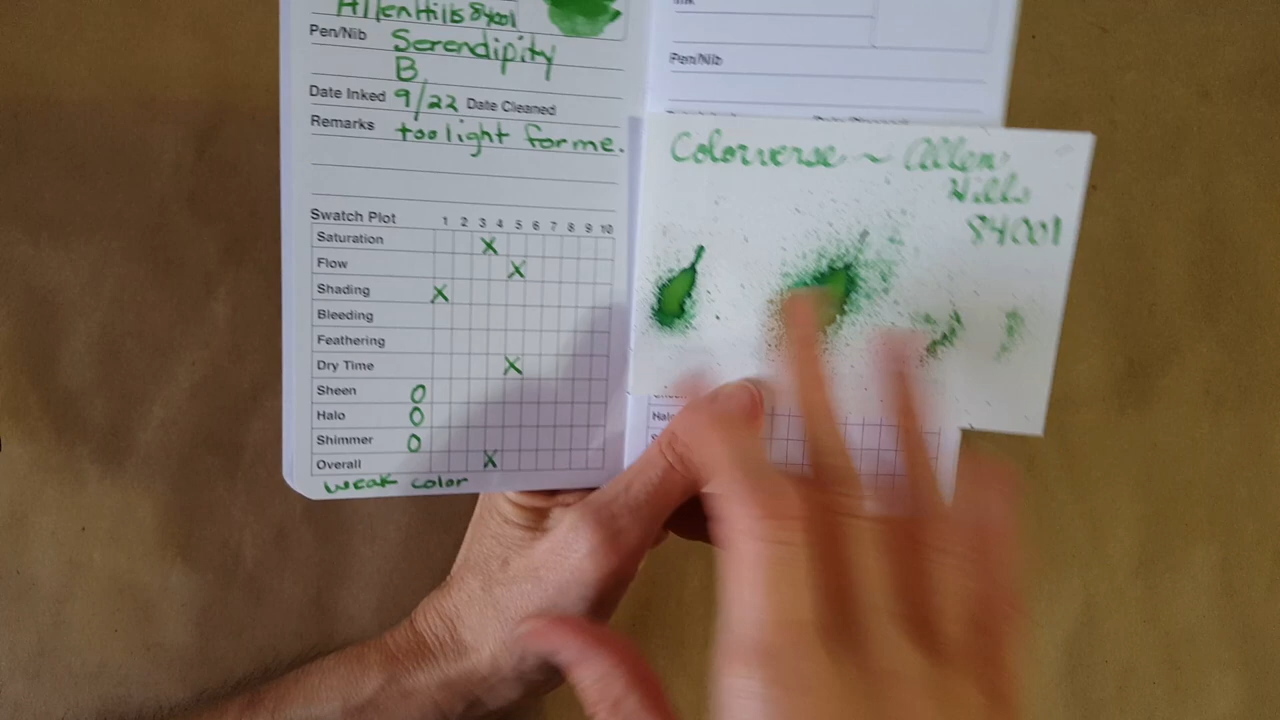 AllenHills 84001
Pen/Nib Serendipity
B
Date Inked 9/22 Date Cleaned
Remarks too light for me.
Swatch Plot 1 2 3 4 5 6 7 8 9 10
Saturation X
Flow X
Shading X
Bleeding
Feathering
Dry Time X
Sheen 0
Halo 0
Shimmer 0
Overall X
weak color
Ink
Pen/Nib
Colorverse ~ Allen
Hills
84001
Halo